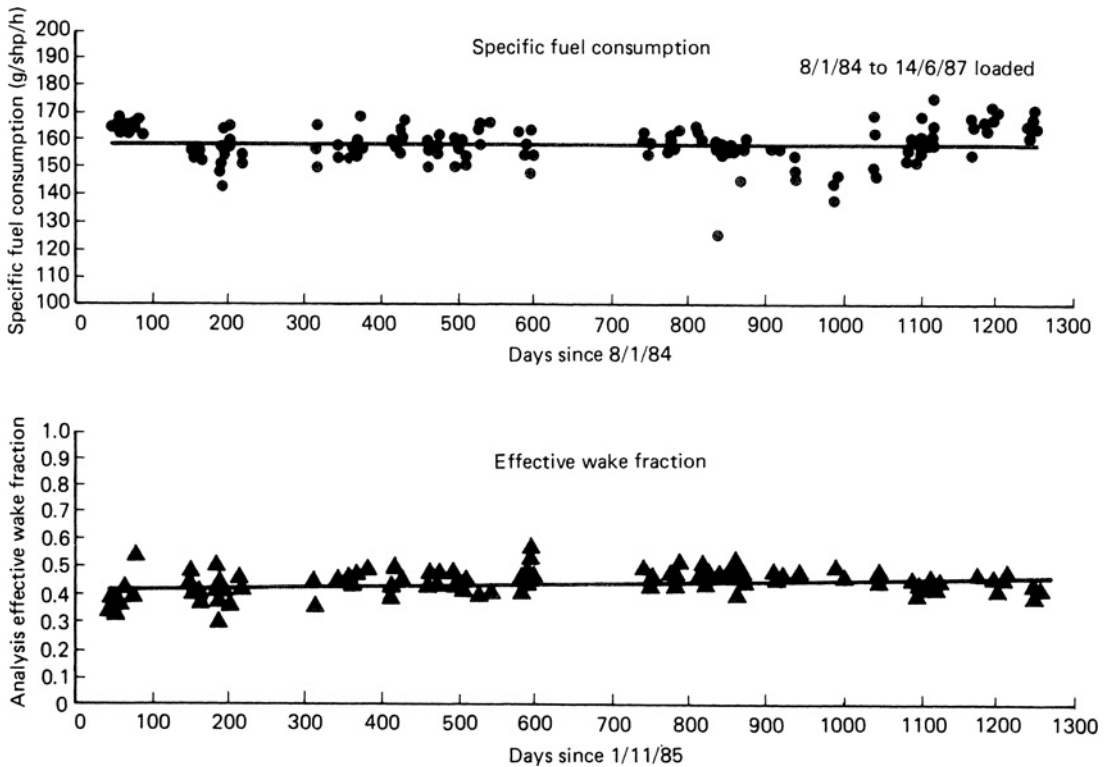 Specific fuel consumption (g/shp/h)
200
190
180
170
160
150
140
130
120
110
100
Specific fuel consumption
8/1/84 to 14/6/87 loaded
0 100 200 300 400 500 600 700 800 900 1000 1100 1200 1300
Days since 8/1/84
Analysis effective wake fraction
1.0
0.9
0.8
0.7
0.6
0.5
0.4
0.3
0.2
0.1
0
Effective wake fraction
0 100 200 300 400 500 600 700 800 900 1000 1100 1200 1300
Days since 1/11/85